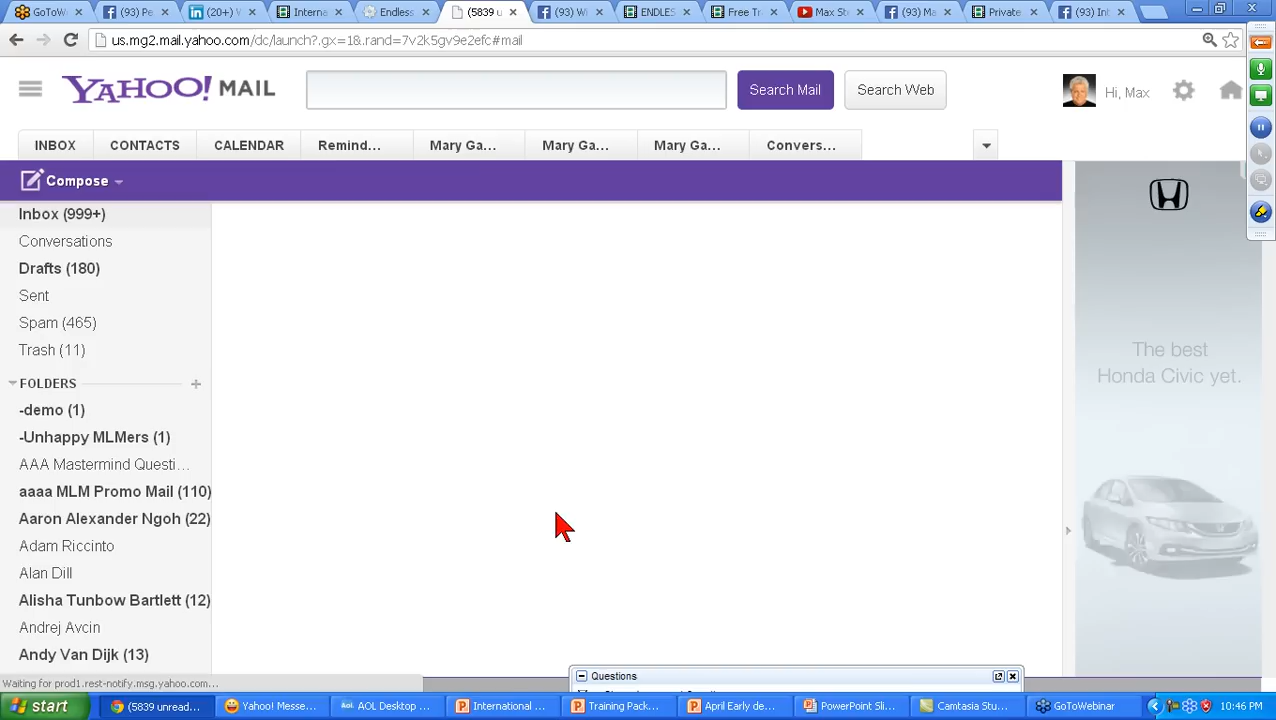 GoToWe
(93) Pe
(20+) V
Interna
Endless
(5839 u
(93) Wi
ENDLES
Free Tr
Max Ste
(93) Ma
Private
(93) Int
us.mg2.mail.yahoo.com/dc/launch?.gx=1&.rand=7v2k5gv9e2efc#mail
YAHOO! MAIL
Search Mail
Search Web
Hi, Max
INBOX
CONTACTS
CALENDAR
Remind...
Mary Ga...
Mary Ga...
Mary Ga...
Convers...
Compose
Inbox (999+)
Conversations
Drafts (180)
Sent
Spam (465)
Trash (11)
FOLDERS
-demo (1)
-Unhappy MLMers (1)
AAA Mastermind Questi...
aaaa MLM Promo Mail (110)
Aaron Alexander Ngoh (22)
Adam Riccinto
Alan Dill
Alisha Tunbow Bartlett (12)
Andrej Avcin
Andy Van Dijk (13)
The best
Honda Civic yet.
Questions
Waiting for prod1.rest-notify.msg.yahoo.com...
start
(5839 unread...
Yahoo! Messe...
AOL Desktop ...
International ...
Training Pack...
April Early de...
PowerPoint Sli...
Camtasia Stu...
GoToWebinar
10:46 PM